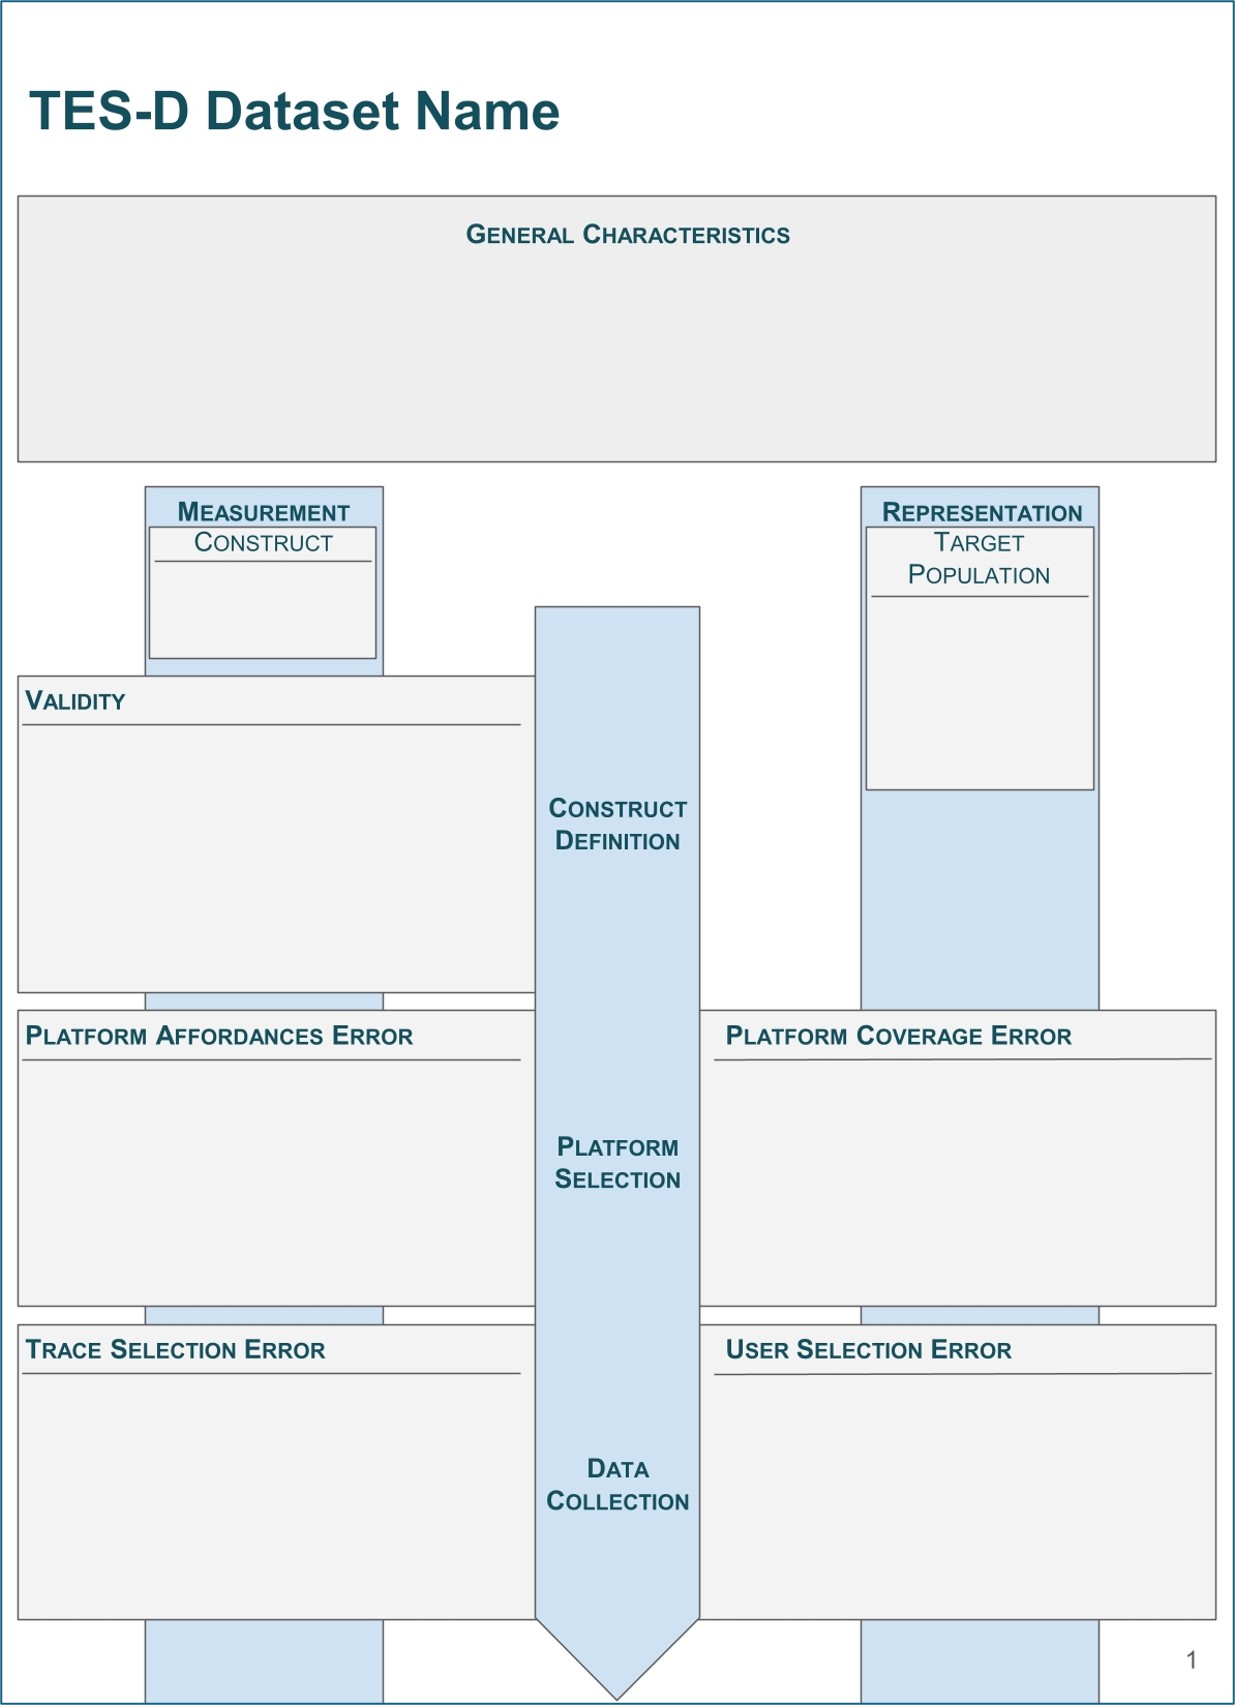 TES-D Dataset Name
GENERAL CHARACTERISTICS
MEASUREMENT
CONSTRUCT
REPRESENTATION
TARGET
POPULATION
VALIDITY
CONSTRUCT
DEFINITION
PLATFORM AFFORDANCES ERROR
PLATFORM COVERAGE ERROR
PLATFORM
SELECTION
TRACE SELECTION ERROR
USER SELECTION ERROR
DATA
COLLECTION
1